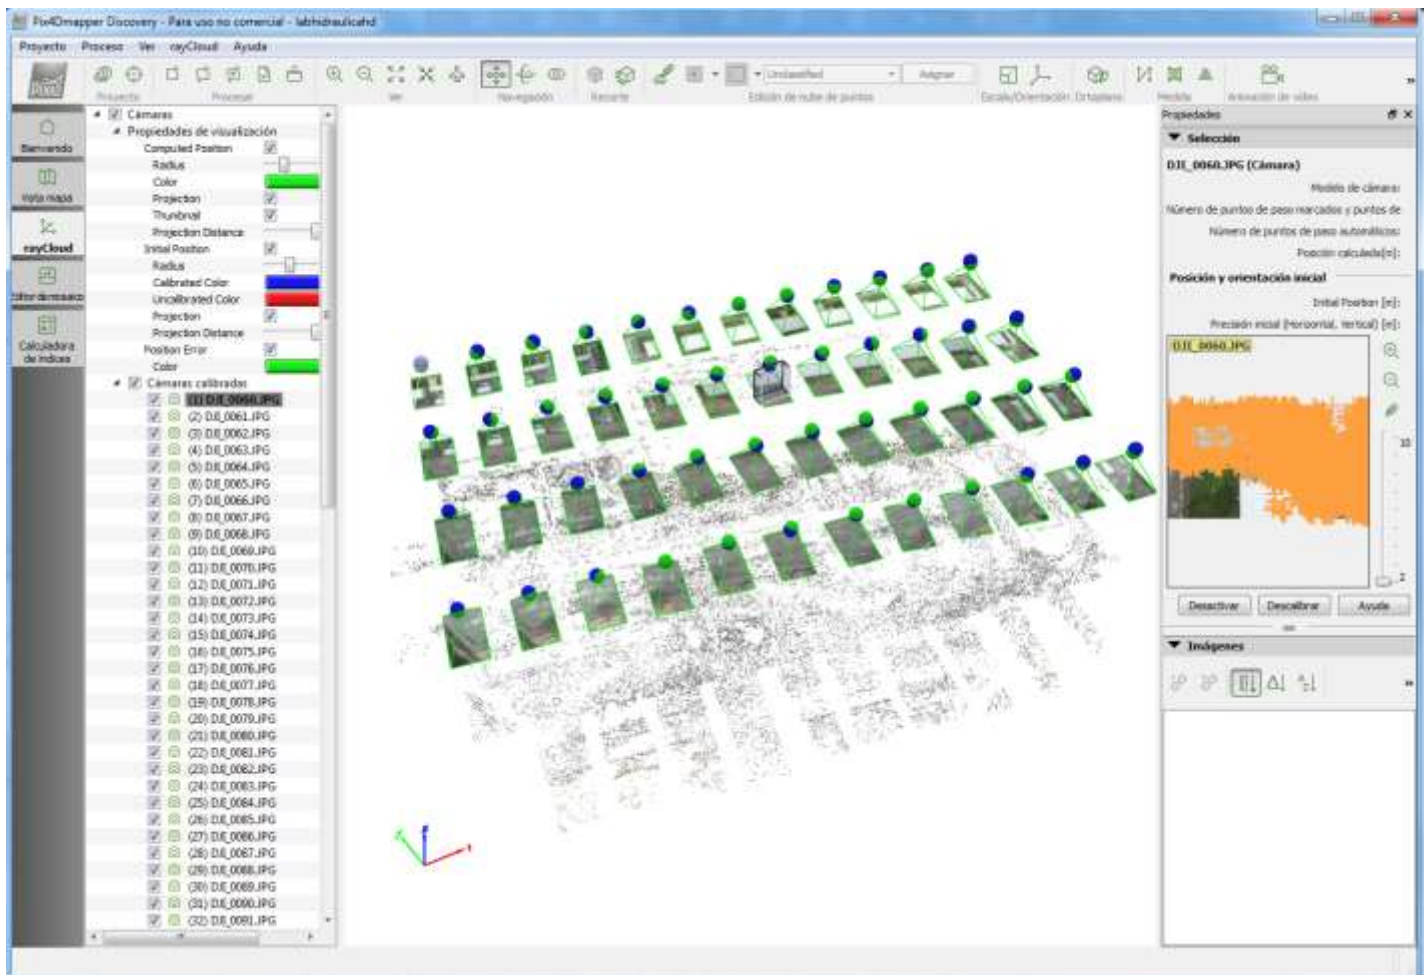 Pix4Dmapper Discovery - Para uso no comercial - labhidraulicahd
Proyecto Proceso Ver rayCloud Ayuda
Unclassified
Asignar
Proyecto Procesar Ver Navegación Recorte Edición de nube de puntos Escala/Orientación Ortoplano Medida Animación de vídeo
Bienvenido
Vista mapa
rayCloud
Editor de mosaico
Calculadora
de índices
Cámaras
Propiedades de visualización
Computed Position
Radius
Color
Projection
Thumbnail
Projection Distance
Initial Position
Radius
Calibrated Color
Uncalibrated Color
Projection
Projection Distance
Position Error
Color
Cámaras calibradas
(1) DJI_0060.JPG
(2) DJI_0061.JPG
(3) DJI_0062.JPG
(4) DJI_0063.JPG
(5) DJI_0064.JPG
(6) DJI_0065.JPG
(7) DJI_0066.JPG
(8) DJI_0067.JPG
(9) DJI_0068.JPG
(10) DJI_0069.JPG
(11) DJI_0070.JPG
(12) DJI_0071.JPG
(13) DJI_0072.JPG
(14) DJI_0073.JPG
(15) DJI_0074.JPG
(16) DJI_0075.JPG
(17) DJI_0076.JPG
(18) DJI_0077.JPG
(19) DJI_0078.JPG
(20) DJI_0079.JPG
(21) DJI_0080.JPG
(22) DJI_0081.JPG
(23) DJI_0082.JPG
(24) DJI_0083.JPG
(25) DJI_0084.JPG
(26) DJI_0085.JPG
(27) DJI_0086.JPG
(28) DJI_0087.JPG
(29) DJI_0088.JPG
(30) DJI_0089.JPG
(31) DJI_0090.JPG
(32) DJI_0091.JPG
Propiedades
Selección
DJI_0060.JPG (Cámara)
Modelo de cámara:
Número de puntos de paso marcados y puntos de
Número de puntos de paso automáticos:
Posición calculada[m]:
Posición y orientación inicial
Initial Position [m]:
Precisión inicial (Horizontal, Vertical) [m]:
DJI_0060.JPG
10
2
Desactivar Descalibrar Ayuda
Imágenes